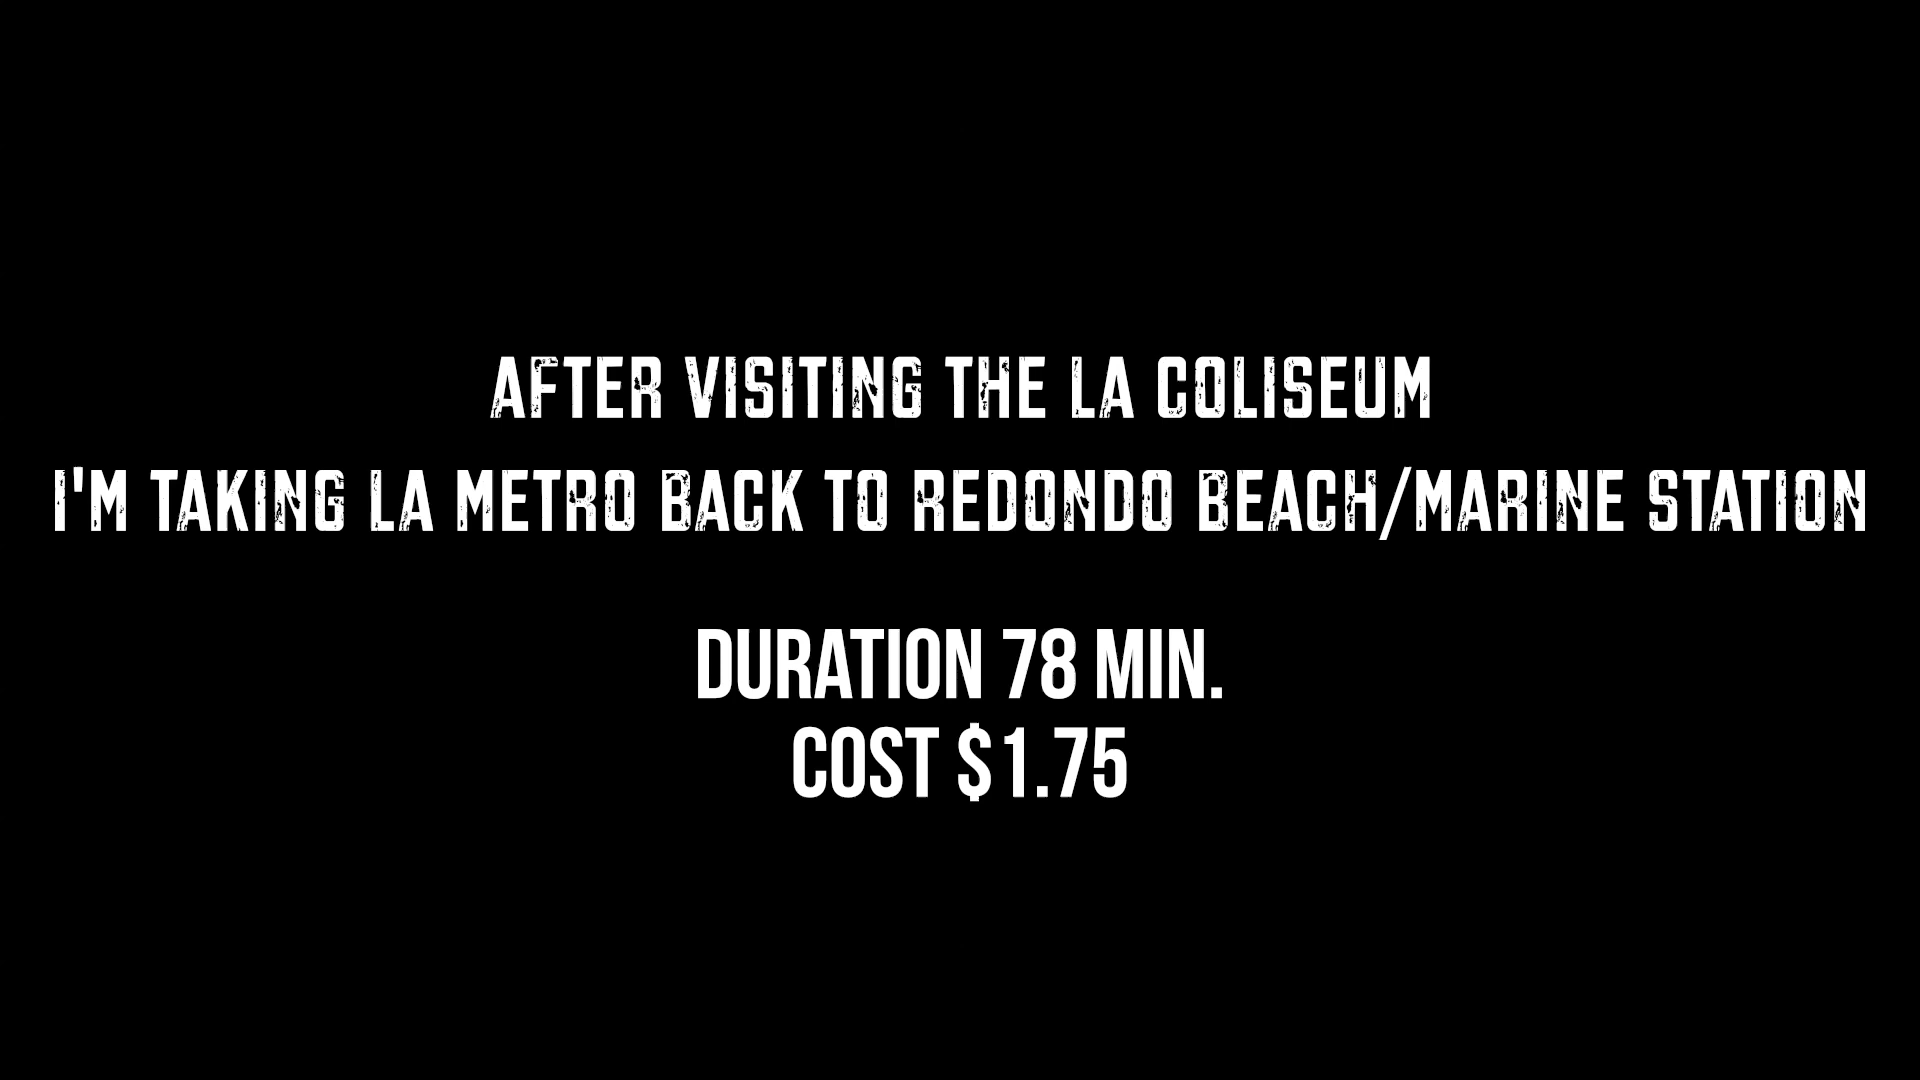 AFTER VISITING THE LA COLISEUM
I'M TAKING LA METRO BACK TO REDONDO BEACH/MARINE STATION
DURATION 78 MIN.
COST $1.75